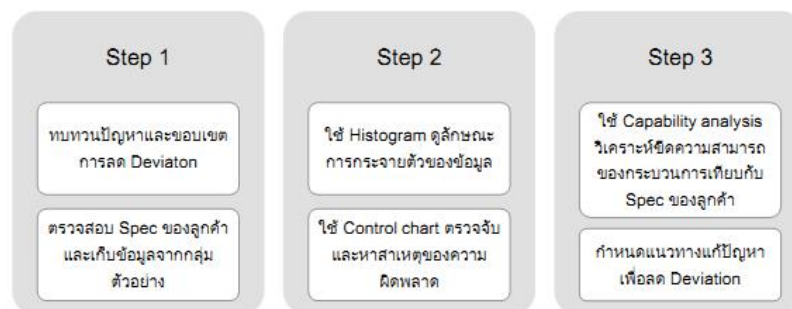 Step 1
ทบทวนปัญหาและขอบเขต
การลด Deviaton
ตรวจสอบ Spec ของลูกค้า
และเก็บข้อมูลจากกลุ่ม
ตัวอย่าง
Step 2
ใช้ Histogram ดูลักษณะ
การกระจายตัวของข้อมูล
ใช้ Control chart ตรวจจับ
และหาสาเหตุของความ
ผิดพลาด
Step 3
ใช้ Capability analysis
วิเคราะห์ขีดความสามารถ
ของกระบวนการเทียบกับ
Spec ของลูกค้า
กำหนดแนวทางแก้ปัญหา
เพื่อลด Deviation